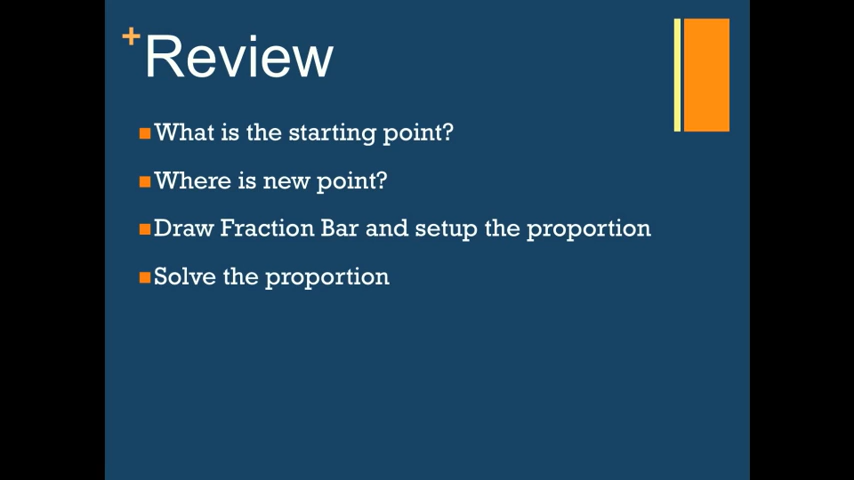 +Review
What is the starting point?
Where is new point?
Draw Fraction Bar and setup the proportion
Solve the proportion